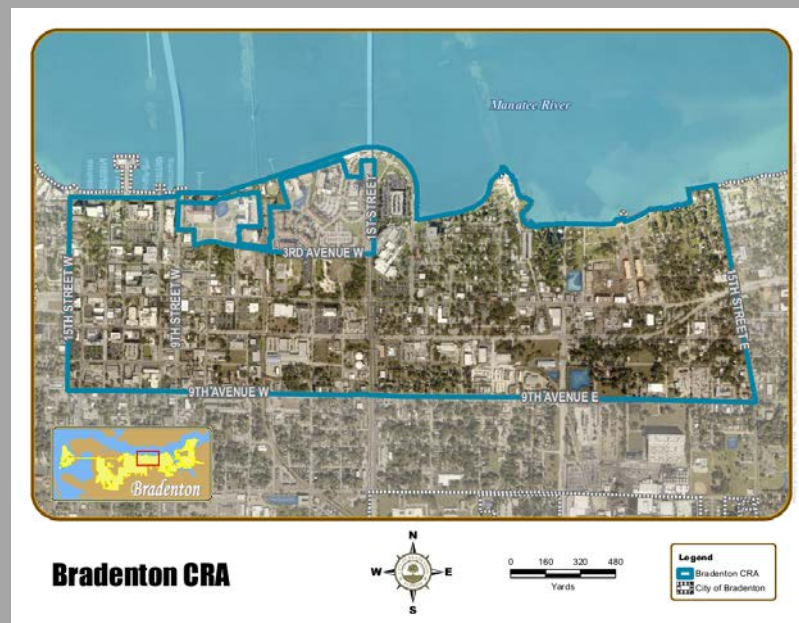 Manatee River
1ST STREET
3RD AVENUE W
15TH STREET W
9TH STREET W
15TH STREET E
9TH AVENUE W
9TH AVENUE E
Bradenton
Bradenton CRA
N
W
E
S
0 160 320 480
Yards
Legend
Bradenton CRA
City of Bradenton